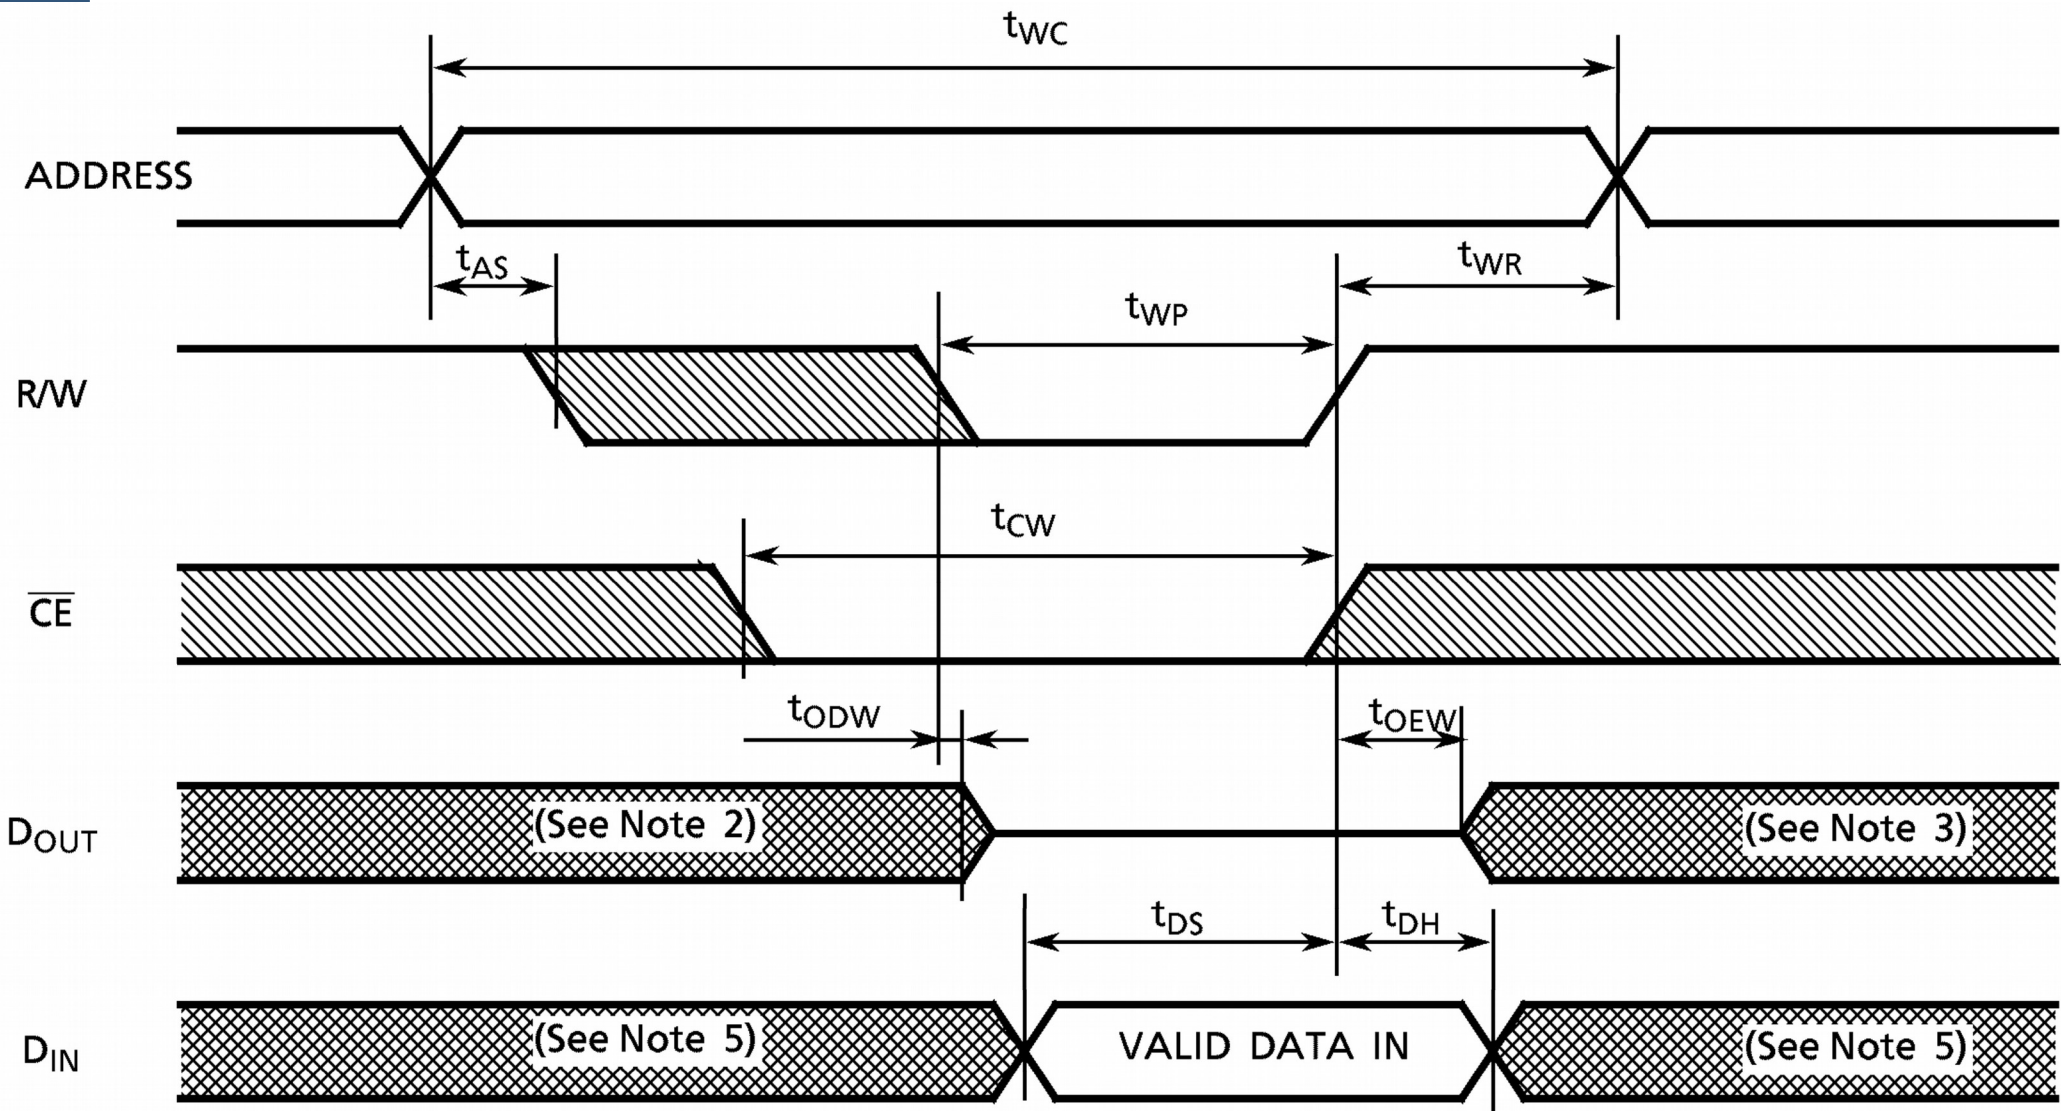 tWC
ADDRESS
tAS
tWR
tWP
R/W
tCW
CE
tODW
tOEW
DOUT
(See Note 2)
(See Note 3)
tDS
tDH
DIN
(See Note 5)
VALID DATA IN
(See Note 5)